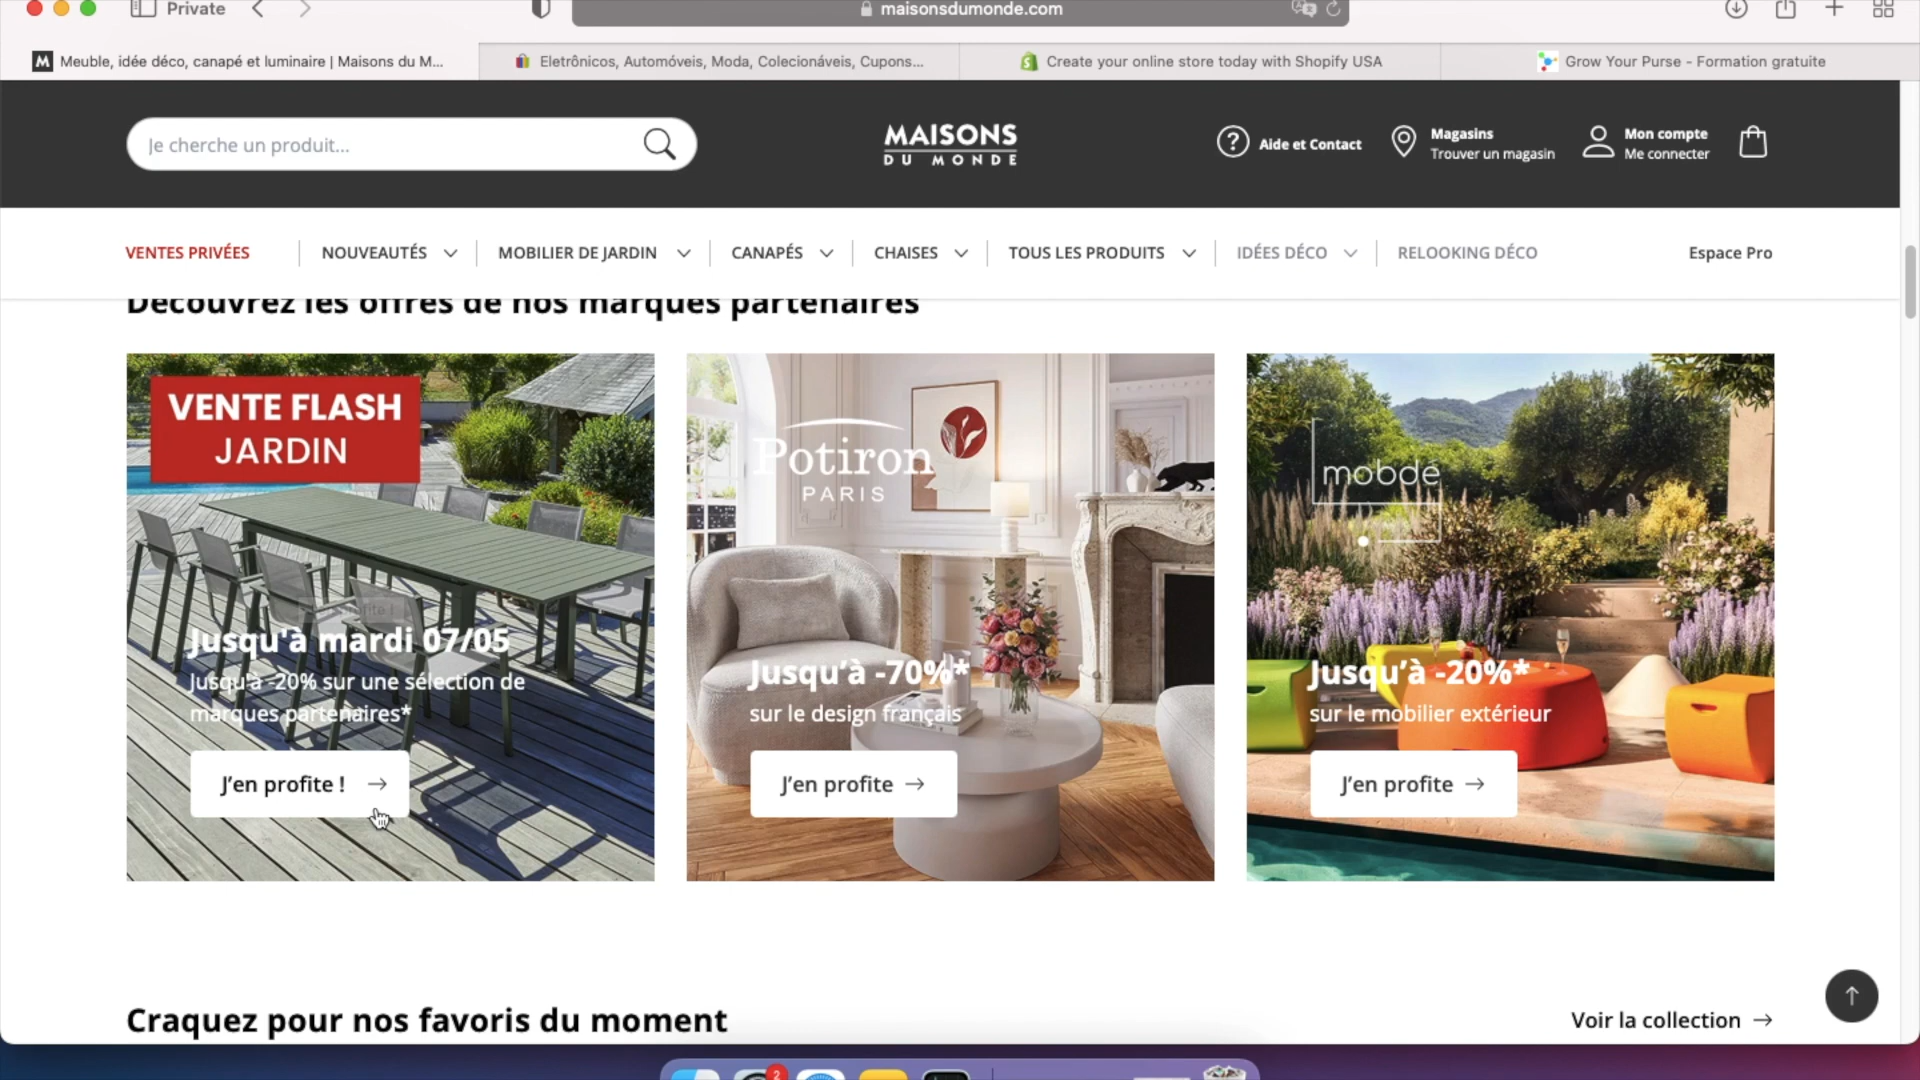 Private
maisonsdumonde.com
Meuble, idée déco, canapé et luminaire | Maisons du M...
Eletrônicos, Automóveis, Moda, Colecionáveis, Cupons...
Create your online store today with Shopify USA
Grow Your Purse - Formation gratuite
Je cherche un produit...
MAISONS
DU MONDE
Aide et Contact
Magasins
Trouver un magasin
Mon compte
Me connecter
VENTES PRIVÉES
NOUVEAUTÉS
MOBILIER DE JARDIN
CANAPÉS
CHAISES
TOUS LES PRODUITS
IDÉES DÉCO
RELOOKING DÉCO
Espace Pro
Découvrez les offres de nos marques partenaires
VENTE FLASH
JARDIN
Jusqu'à mardi 07/05
Jusqu'à -20% sur une sélection de
marques partenaires*
J'en profite !
Potiron
PARIS
Jusqu'à -70%*
sur le design français
J'en profite
mobdé
Jusqu'à -20%*
sur le mobilier extérieur
J'en profite
Craquez pour nos favoris du moment
Voir la collection
2